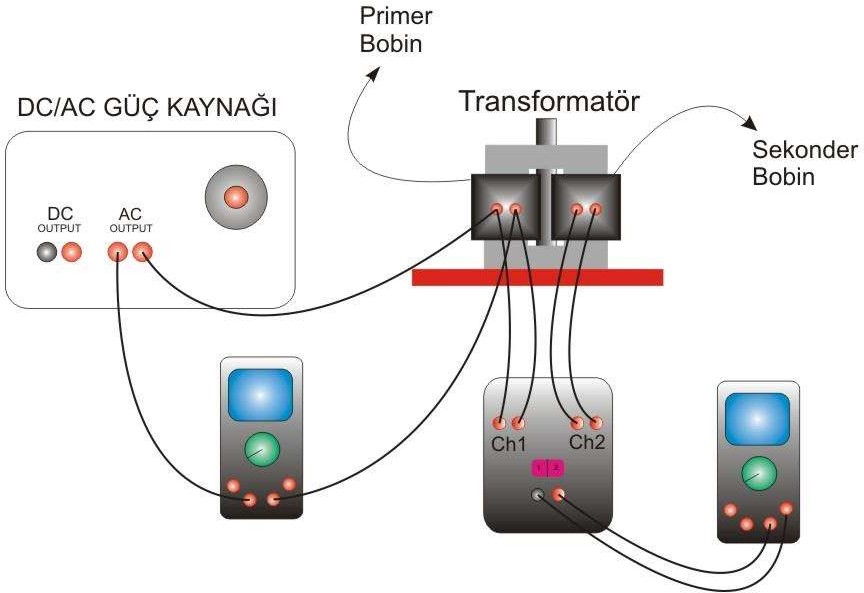 Primer
Bobin
Transformatör
DC/AC GÜÇ KAYNAĞI
Sekonder
Bobin
DC
OUTPUT
AC
OUTPUT
Ch1
Ch2
1 2